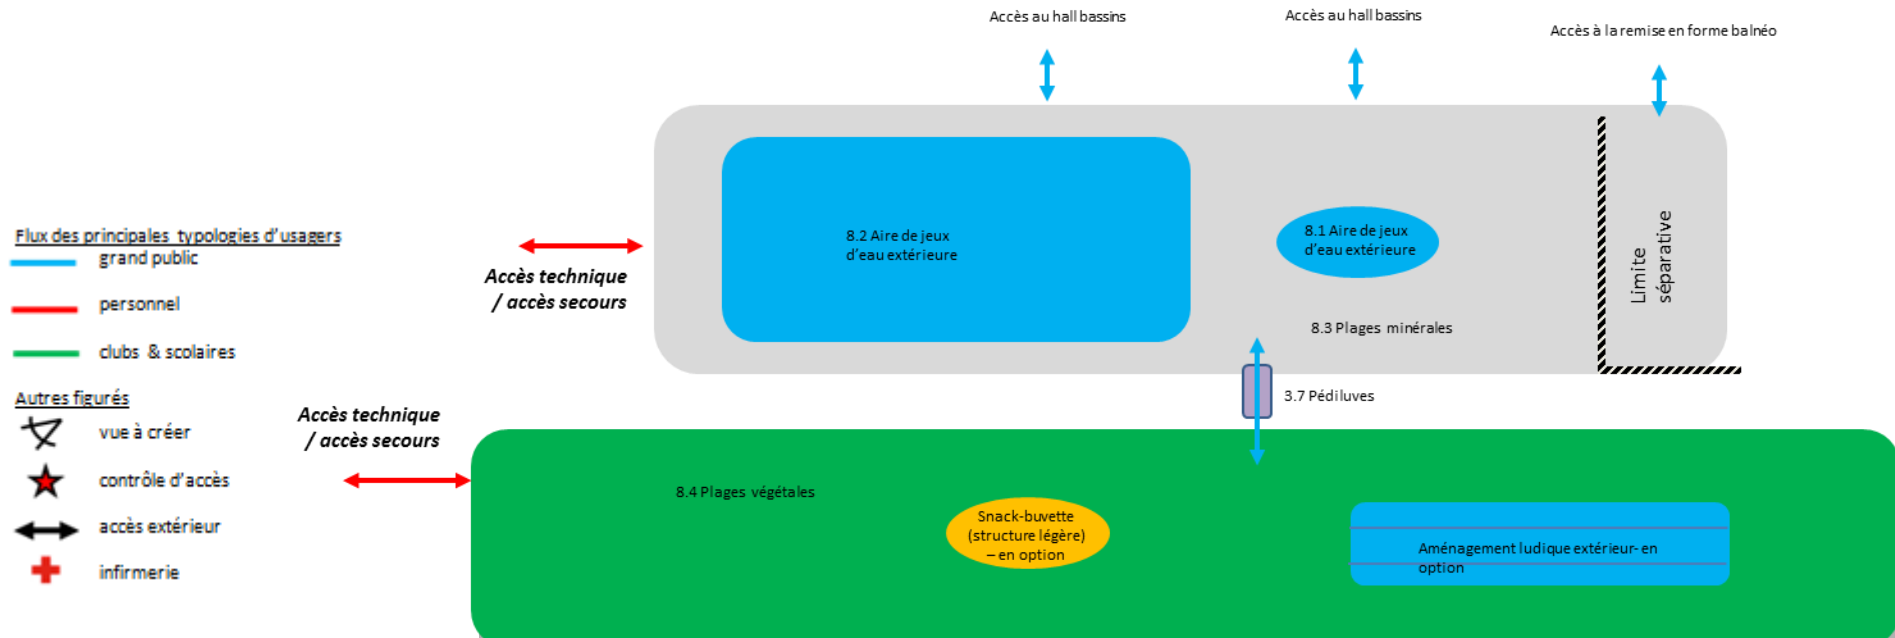 Accès au hall bassins
Accès au hall bassins
Accès à la remise en forme balnéo
Flux des principales typologies d'usagers
grand public
personnel
clubs & scolaires
Autres figurés
vue à créer
contrôle d'accès
accès extérieur
infirmerie
Accès technique
/ accès secours
8.2 Aire de jeux
d'eau extérieure
8.1 Aire de jeux
d'eau extérieure
Limite
séparative
8.3 Plages minérales
3.7 Pédiluves
Accès technique
/ accès secours
8.4 Plages végétales
Snack-buvette
(structure légère)
– en option
Aménagement ludique extérieur- en
option